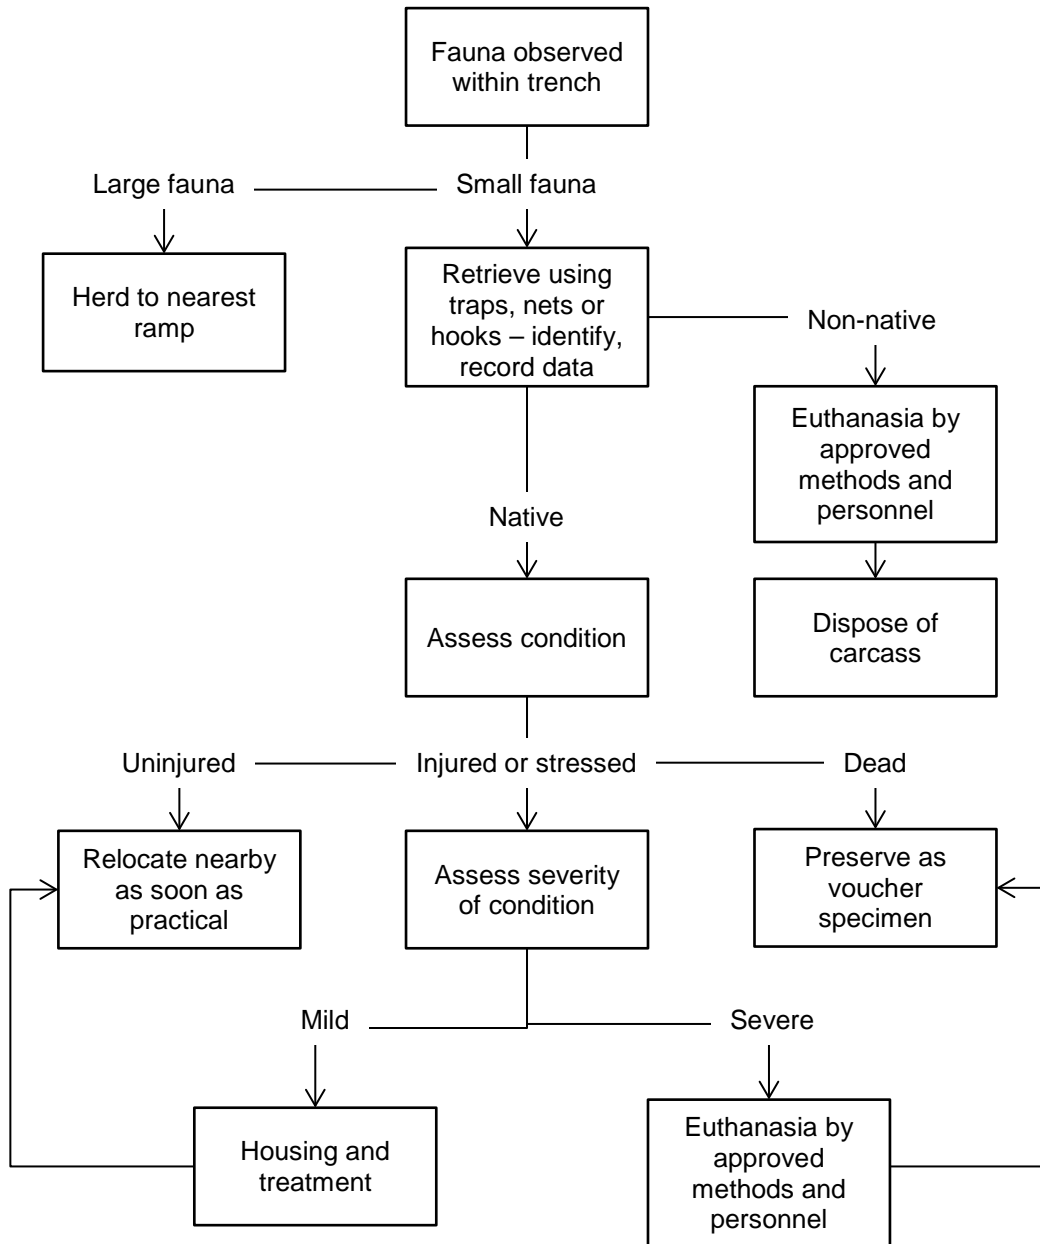 Fauna observed
within trench
Large fauna
Small fauna
Herd to nearest
ramp
Retrieve using
traps, nets or
hooks – identify,
record data
Non-native
Euthanasia by
approved
methods and
personnel
Native
Assess condition
Dispose of
carcass
Uninjured
Injured or stressed
Dead
Relocate nearby
as soon as
practical
Assess severity
of condition
Preserve as
voucher
specimen
Mild
Severe
Housing and
treatment
Euthanasia by
approved
methods and
personnel